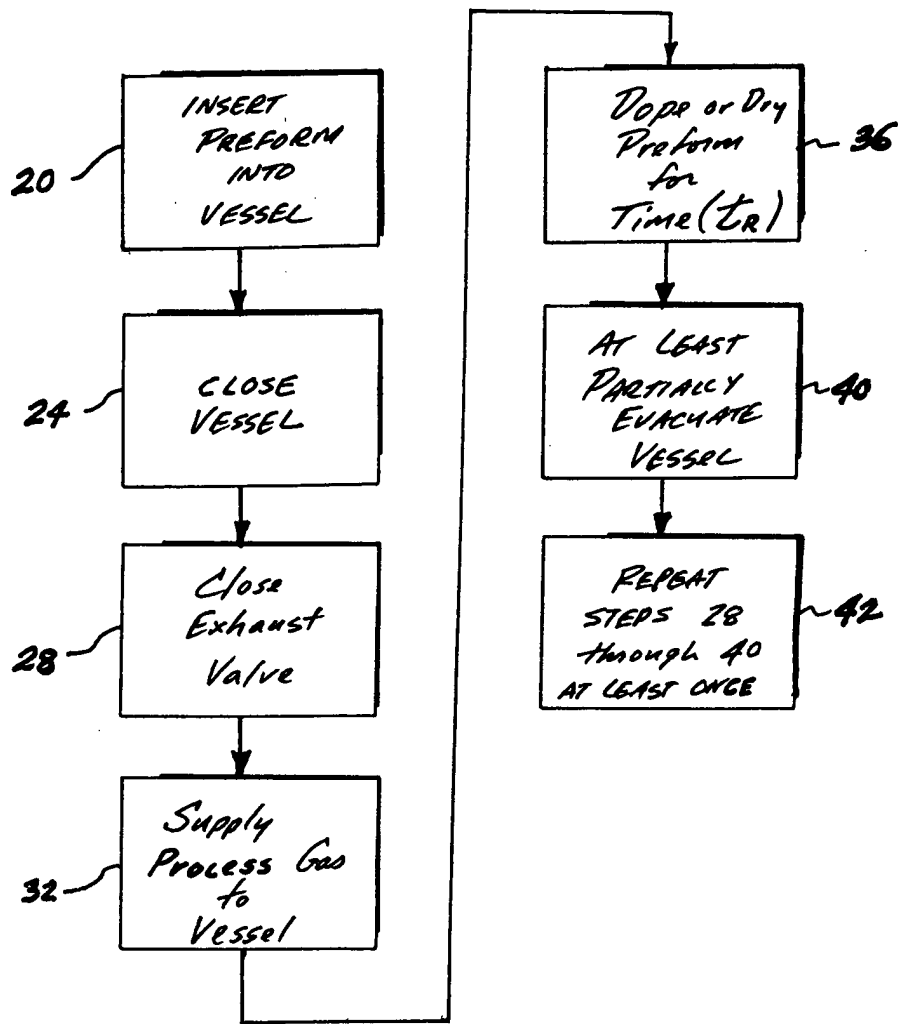 20
INSERT
PREFORM
INTO
VESSEL
24
CLOSE
VESSEL
28
Close
Exhaust
Valve
32
Supply
Process Gas
to
Vessel
Dope or Dry
Preform
for
Time (tR)
36
AT LEAST
PARTIALLY
EVACUATE
VESSEL
40
REPEAT
STEPS 28
through 40
AT LEAST ONCE
42